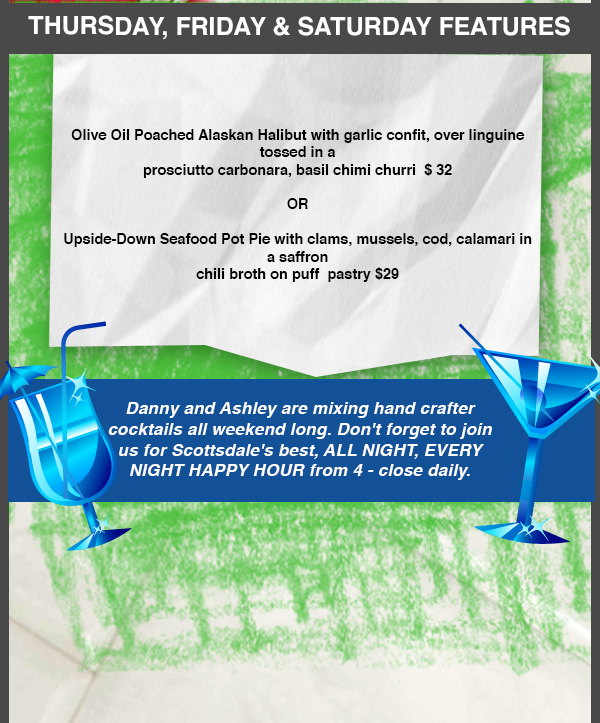 THURSDAY, FRIDAY & SATURDAY FEATURES
Olive Oil Poached Alaskan Halibut with garlic confit, over linguine
tossed in a
prosciutto carbonara, basil chimi churri  $ 32
OR
Upside-Down Seafood Pot Pie with clams, mussels, cod, calamari in
a saffron
chili broth on puff  pastry $29
Danny and Ashley are mixing hand crafter
cocktails all weekend long. Don't forget to join
us for Scottsdale's best, ALL NIGHT, EVERY
NIGHT HAPPY HOUR from 4 - close daily.